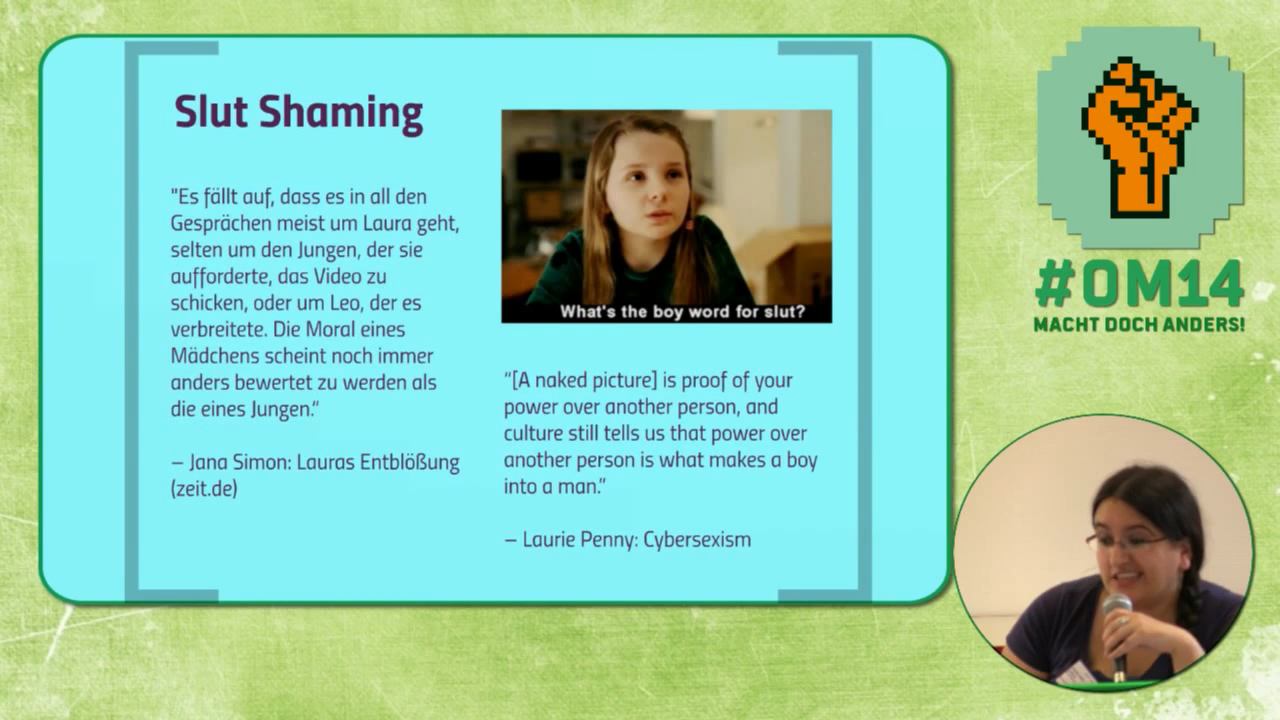 Slut Shaming
"Es fällt auf, dass es in all den
Gesprächen meist um Laura geht,
selten um den Jungen, der sie
aufforderte, das Video zu
schicken, oder um Leo, der es
verbreitete. Die Moral eines
Mädchens scheint noch immer
anders bewertet zu werden als
die eines Jungen.“
– Jana Simon: Lauras Entblößung
(zeit.de)
What's the boy word for slut?
“[A naked picture] is proof of your
power over another person, and
culture still tells us that power over
another person is what makes a boy
into a man.”
– Laurie Penny: Cybersexism
#OM14
MACHT DOCH ANDERS!